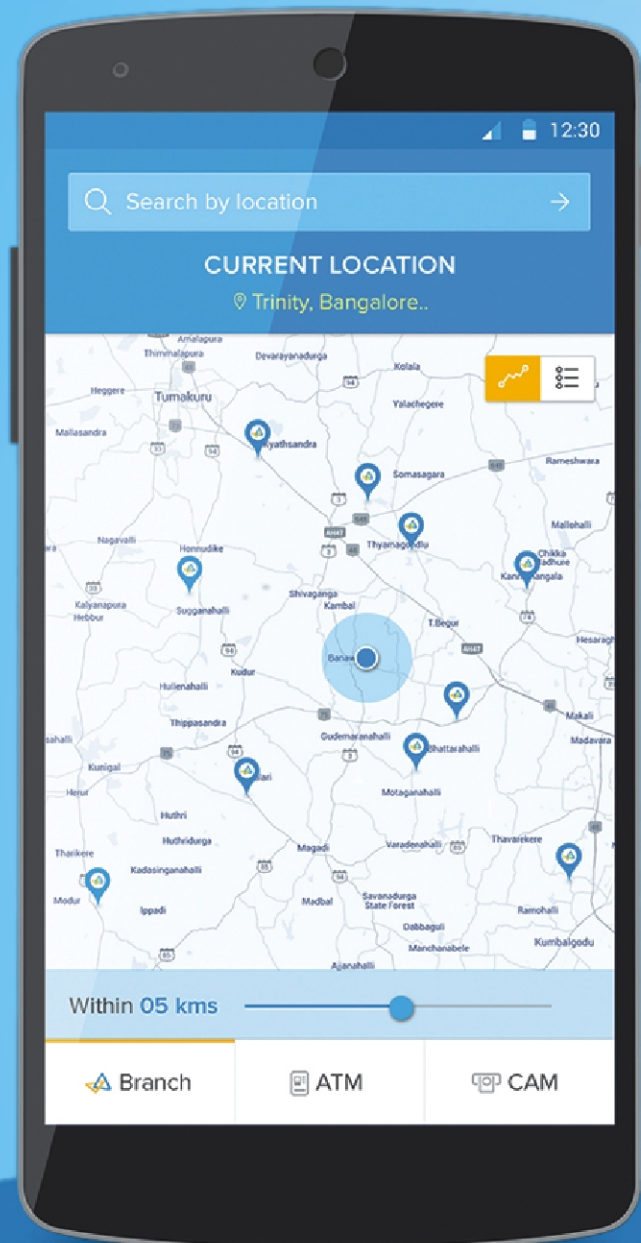 12:30
Search by location
CURRENT LOCATION
Trinity, Bangalore..
Amalapura
Thimmalapura
Devarayanadurga
Kolala
Heggere
Tumakuru
Yalachegere
Mallasandra
Kyathsandra
Somasagara
Rameshwara
Mallehalli
Nagavalli
Honnudike
Thyamagondlu
Chikka
Kalyanapura
Hebbur
Sugganahalli
Shivaganga
Kambal
T.Begur
Kudur
Hulienahalli
Thippasandra
Makali
Madavara
Gudemaranahalli
Bhattarahalli
Kunigal
Herur
Motaganahalli
Huthri
Huthridurga
Magadi
Varadenahalli
Thavarekere
Tharikere
Kadasinganahalli
Modur
Ippadi
Madbal
Savanadurga
State Forest
Ramohalli
Dabbaguli
Manchanabele
Kumbalgodu
Ajjanahalli
Within 05 kms
Branch
ATM
CAM